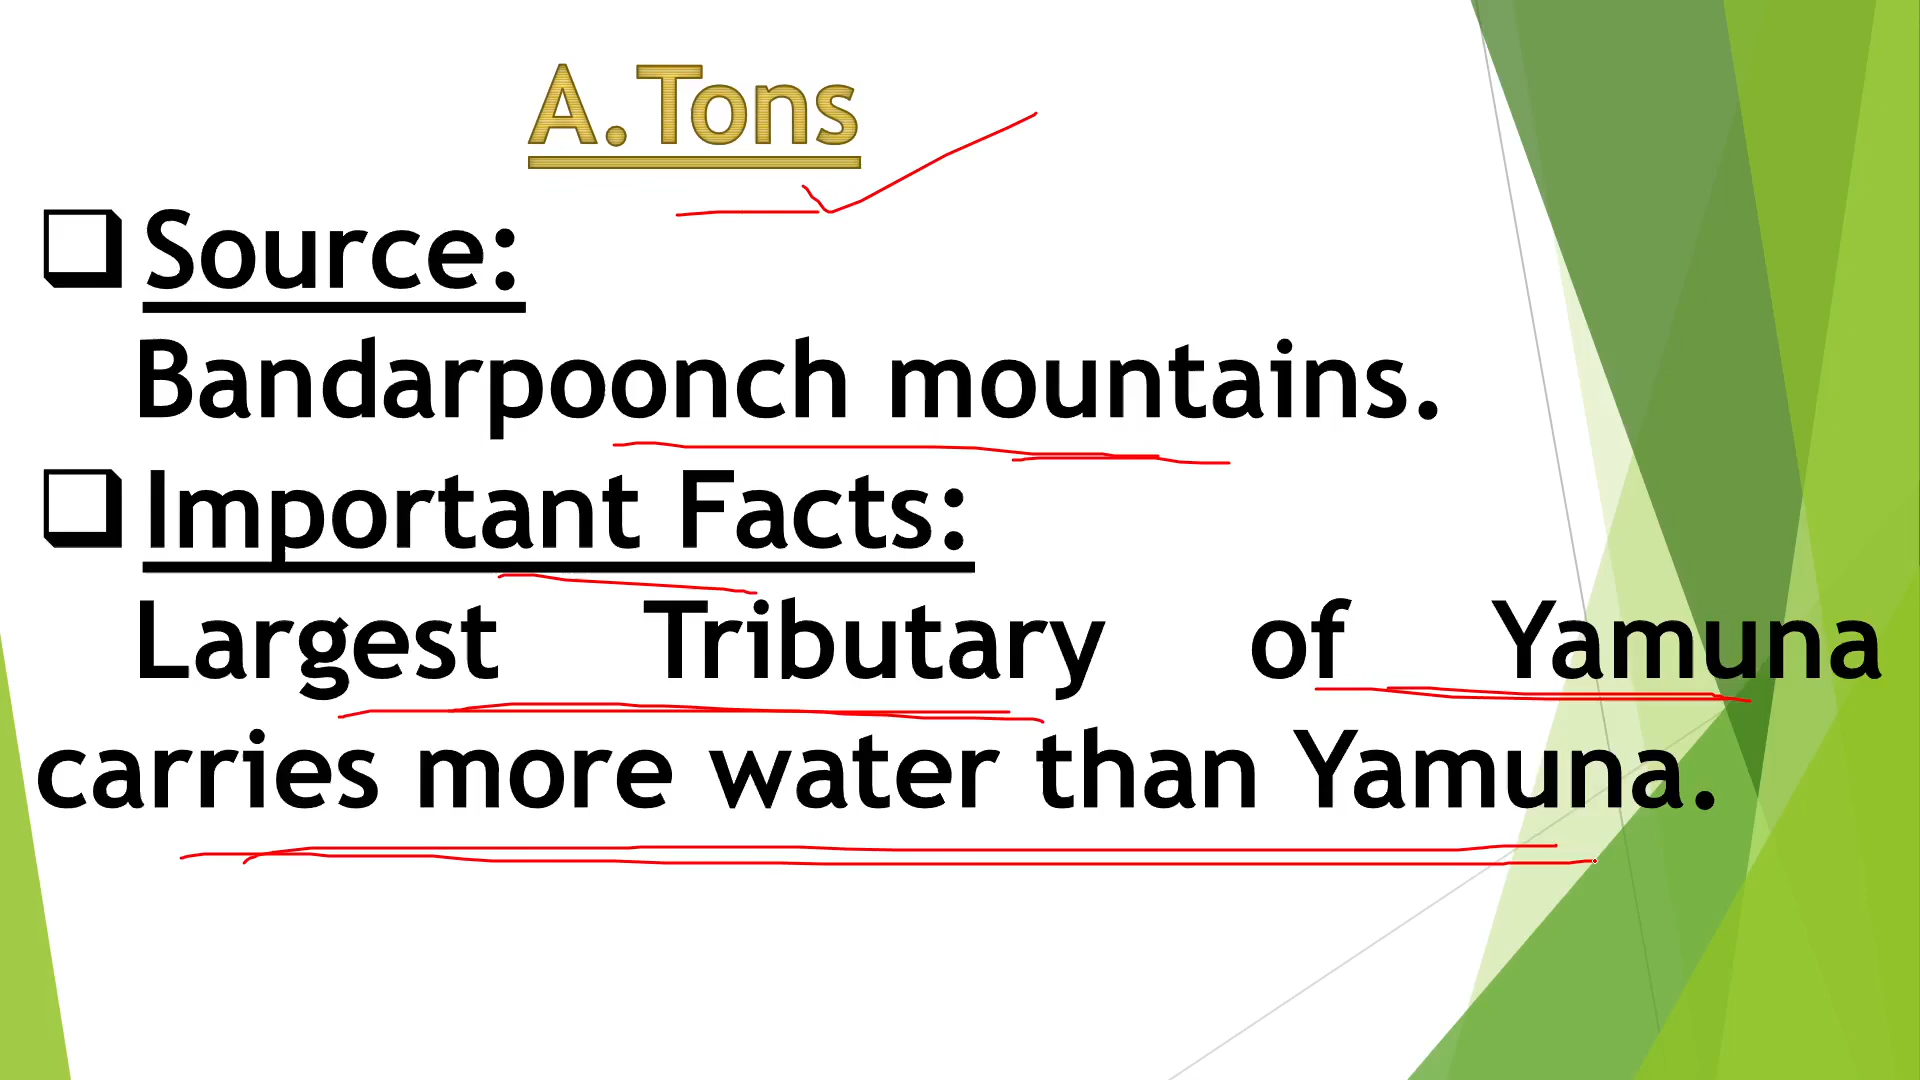 A.Tons
Source:
Bandarpoonch mountains.
Important Facts:
Largest Tributary of Yamuna
carries more water than Yamuna.